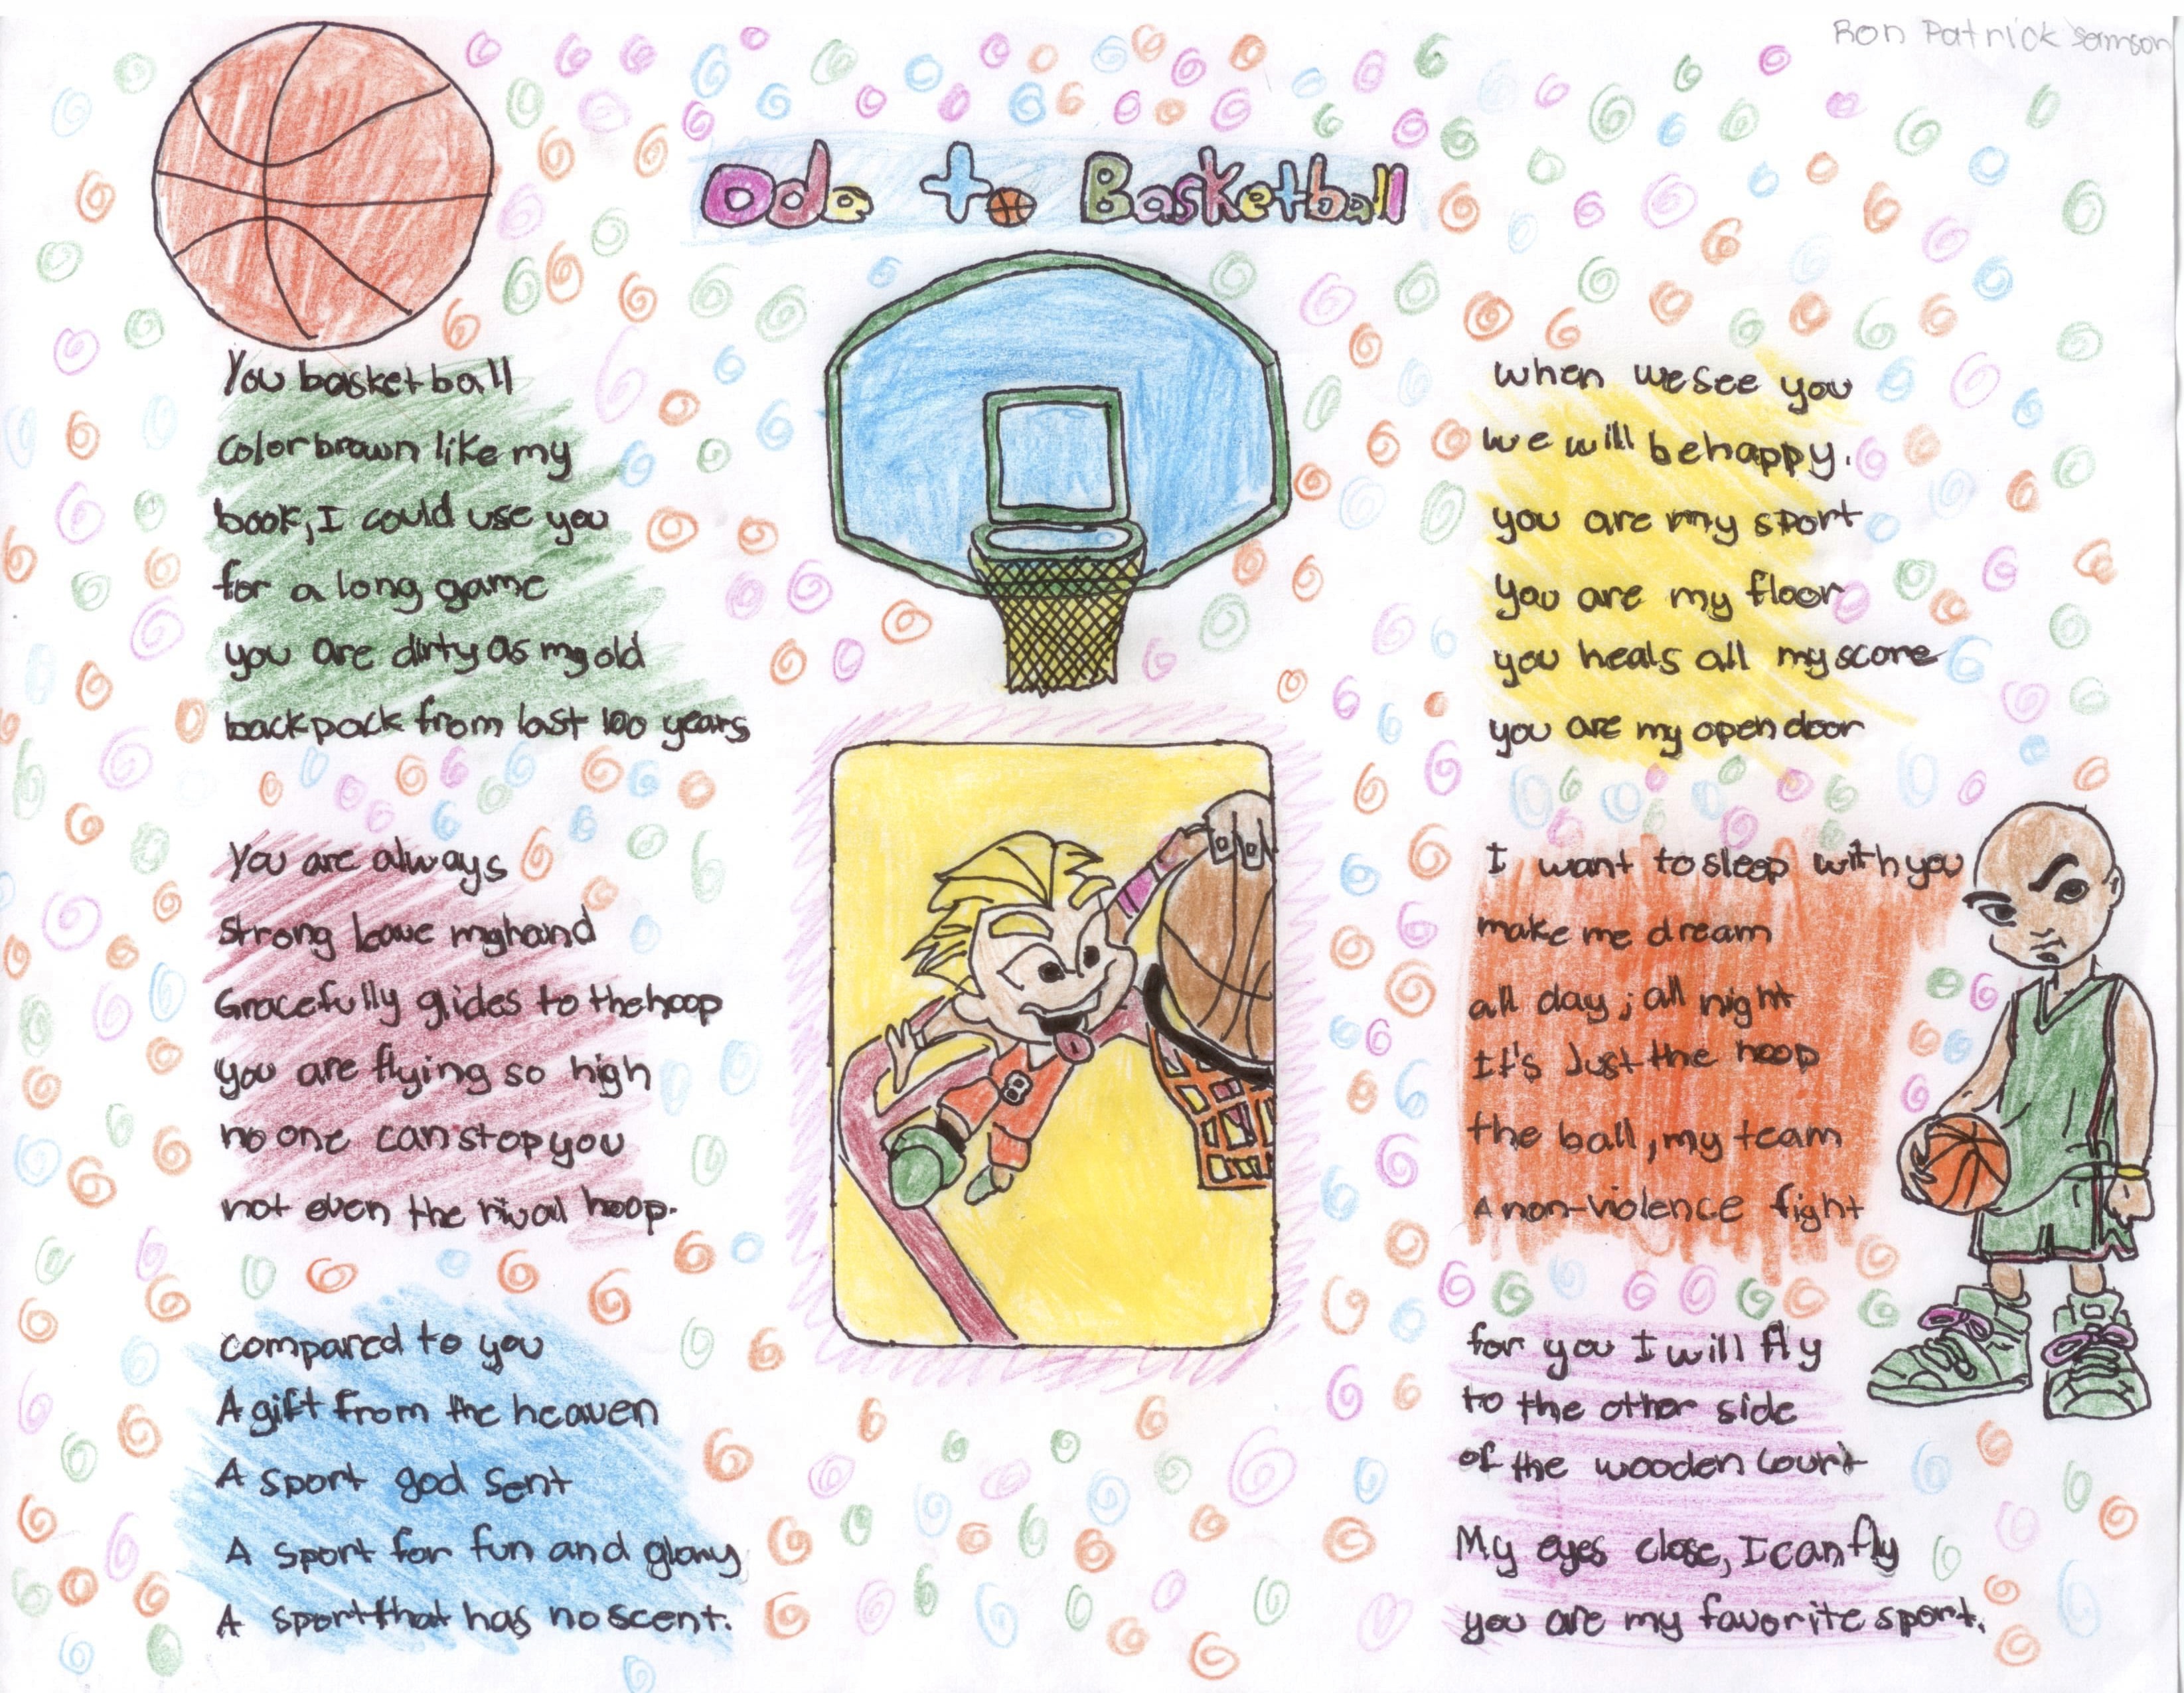 Ron Patrick Samson
Ode to Basketball
You basketball
color brown like my
book, I could use you
for a long game
you are dirty as my old
backpack from last 100 years
You are always
strong leave my hand
Gracefully glides to the hoop
you are flying so high
no one can stop you
not even the rival hoop.
compared to you
A gift from the heaven
A sport god sent
A sport for fun and glory
A sport that has no scent.
when we see you
we will be happy.
you are my sport
you are my floor
you heals all my score
you are my open door
I want to sleep with you
make me dream
all day; all night
It's Just the hoop
the ball, my team
A non-violence fight
for you I will fly
to the other side
of the wooden court
My eyes close, I can fly
you are my favorite sport.
8